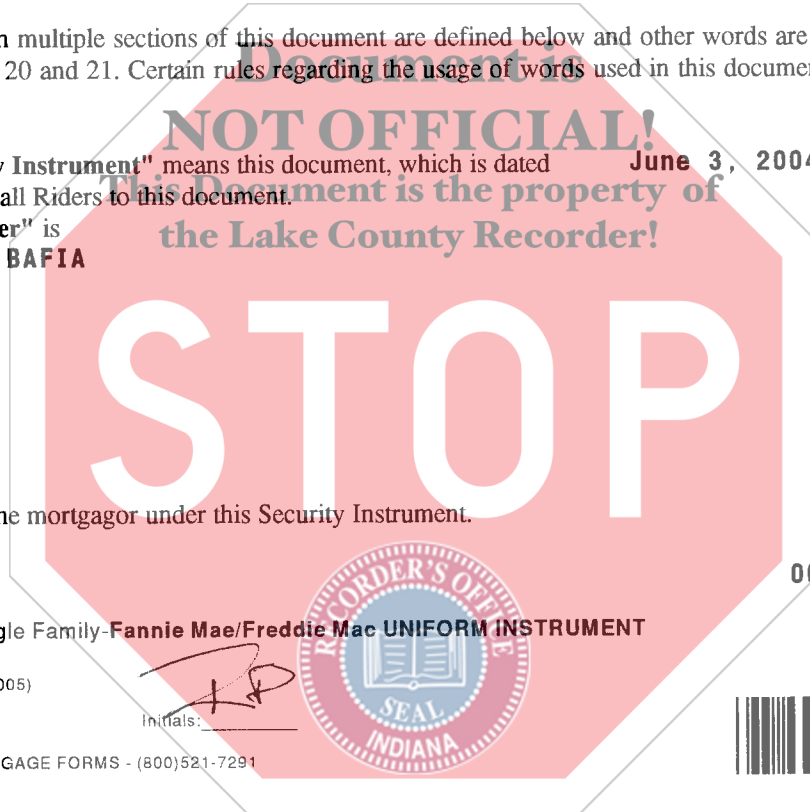 multiple sections of this document are defined below and other words are
Document is
20 and 21. Certain rules regarding the usage of words used in this
NOT OFFICIAL!
Instrument" means this document, which is dated June 3, 2004
This Document is the property of
all Riders to this document.
er" is
the Lake County Recorder!
BAFIA
STOP
mortgagor under this Security Instrument.
RECORDER'S OFFICE
SEAL
INDIANA
Family-Fannie Mae/Freddie Mac UNIFORM INSTRUMENT
005)
Initials:
GAGE FORMS - (800)521-7291